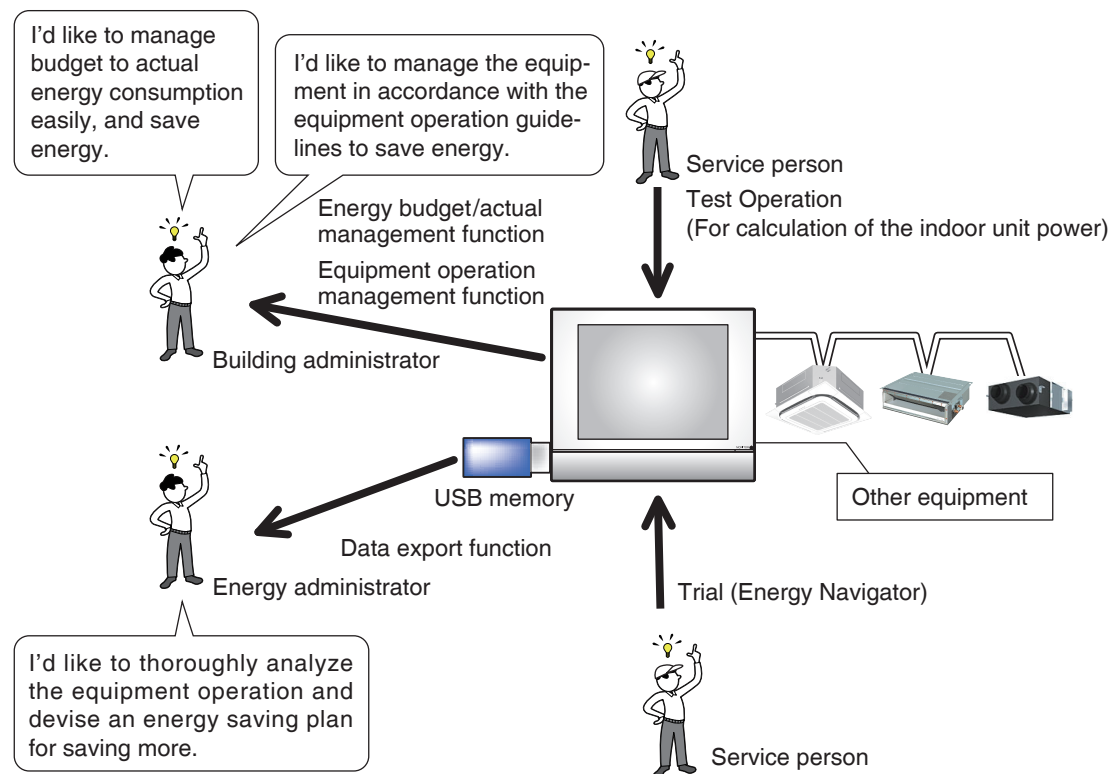 I'd like to manage
budget to actual
energy consumption
easily, and save
energy.
I'd like to manage the equip-
ment in accordance with the
equipment operation guide-
lines to save energy.
Service person
Test Operation
(For calculation of the indoor unit power)
Energy budget/actual
management function
Equipment operation
management function
Building administrator
USB memory
Other equipment
Data export function
Energy administrator
Trial (Energy Navigator)
I'd like to thoroughly analyze
the equipment operation and
devise an energy saving plan
for saving more.
Service person